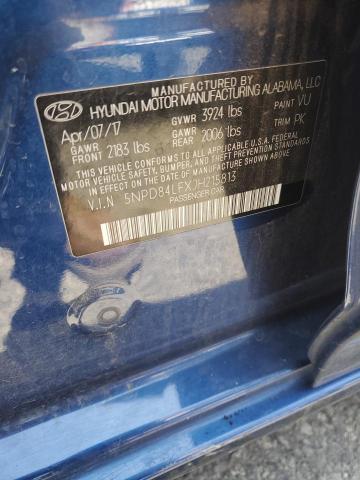 MANUFACTURED BY
HYUNDAI MOTOR MANUFACTURING ALABAMA, LLC
Apr/07/17 GVWR 3924 lbs PAINT VU
GAWR FRONT 2183 lbs GAWR REAR 2006 lbs TRIM PK
THIS VEHICLE CONFORMS TO ALL APPLICABLE U.S.A. FEDERAL
MOTOR VEHICLE SAFETY, BUMPER, AND THEFT PREVENTION
STANDARDS IN EFFECT ON THE DATE OF MANUFACTURE SHOWN ABOVE.
V.I.N
PASSENGER CAR